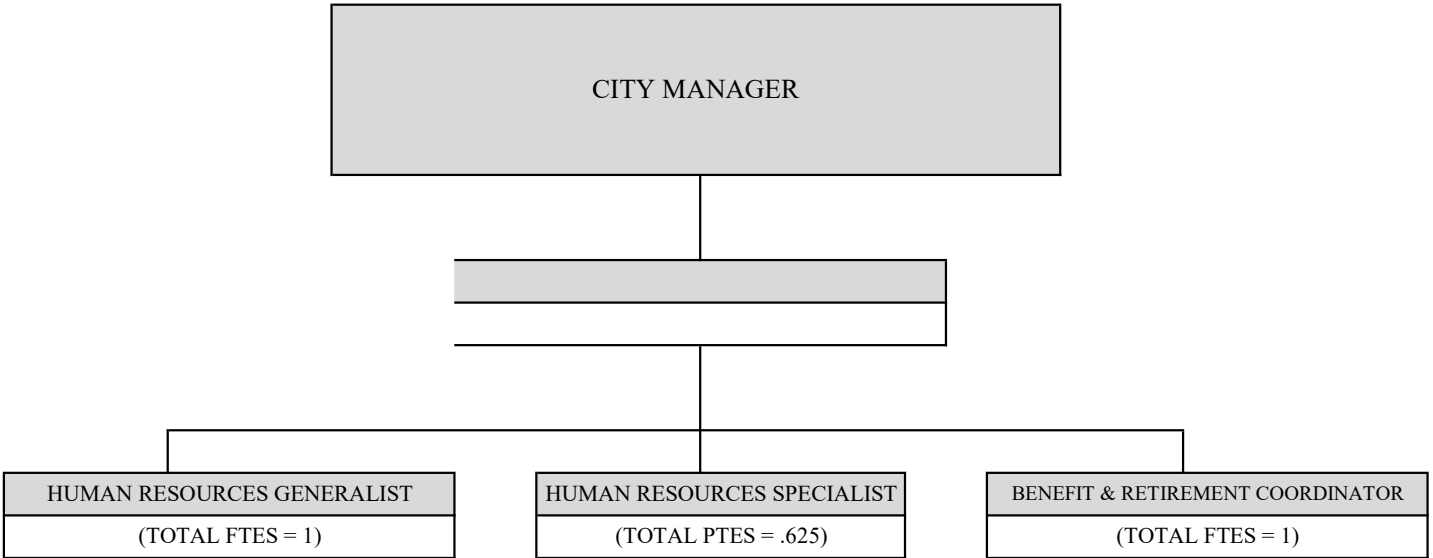 CITY MANAGER
HUMAN RESOURCES GENERALIST
(TOTAL FTES = 1)
HUMAN RESOURCES SPECIALIST
(TOTAL PTES = .625)
BENEFIT & RETIREMENT COORDINATOR
(TOTAL FTES = 1)